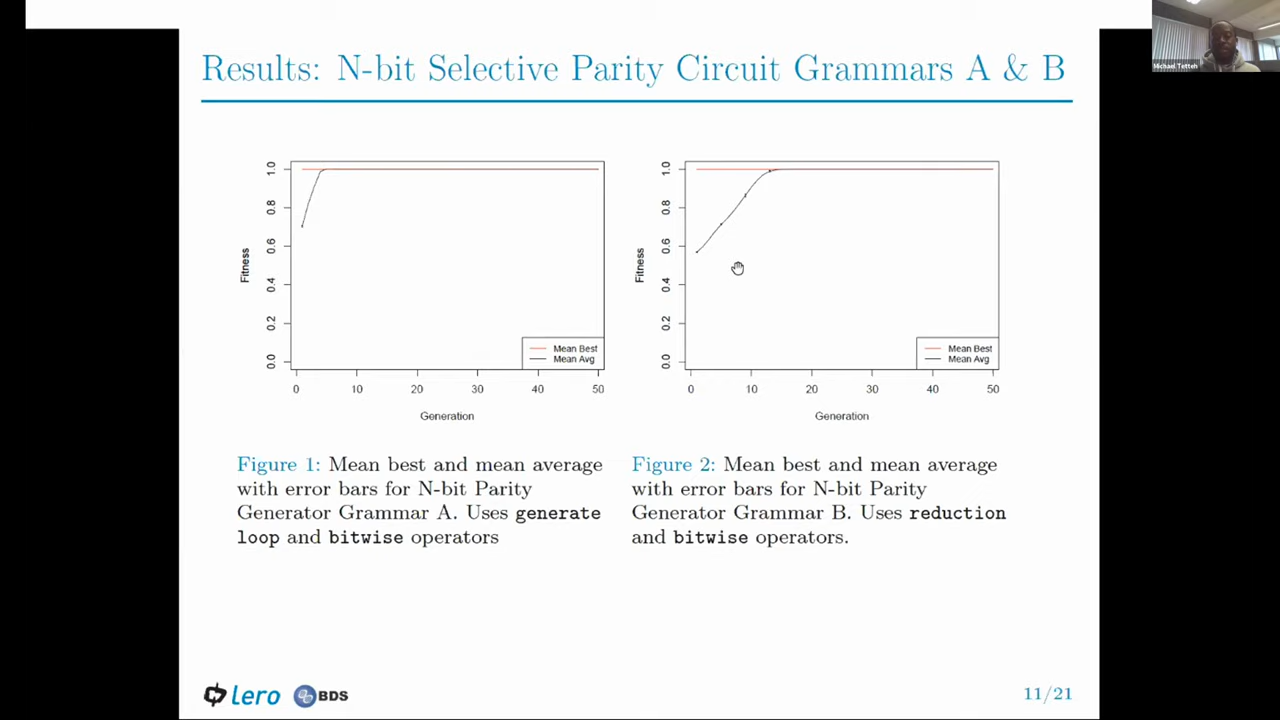 Results: N-bit Selective Parity Circuit Grammars A & B
Michael Tetteh
1.0
0.8
0.6
0.4
0.2
0.0
Fitness
0 10 20 30 40 50
Generation
Mean Best
Mean Avg
1.0
0.8
0.6
0.4
0.2
0.0
Fitness
0 10 20 30 40 50
Generation
Mean Best
Mean Avg
Figure 1: Mean best and mean average
with error bars for N-bit Parity
Generator Grammar A. Uses generate
loop and bitwise operators
Figure 2: Mean best and mean average
with error bars for N-bit Parity
Generator Grammar B. Uses reduction
and bitwise operators.
Lero BDS
11/21